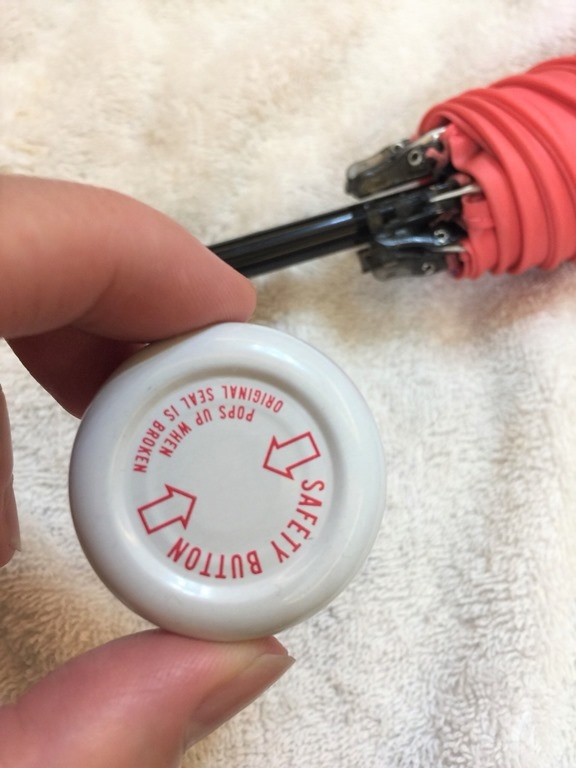 SAFETY BUTTON
POPS UP WHEN
ORIGINAL SEAL IS BROKEN